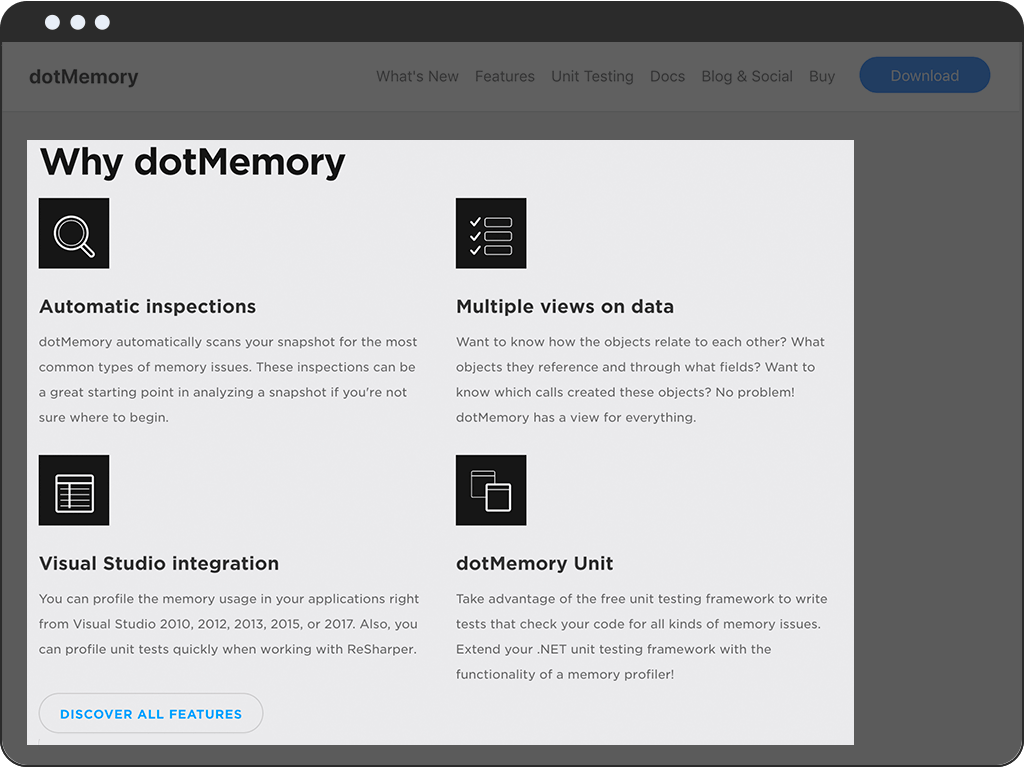 dotMemory
What's New Features Unit Testing Docs Blog & Social Buy Download
Why dotMemory
Automatic inspections
dotMemory automatically scans your snapshot for the most
common types of memory issues. These inspections can be
a great starting point in analyzing a snapshot if you're not
sure where to begin.
Multiple views on data
Want to know how the objects relate to each other? What
objects they reference and through what fields? Want to
know which calls created these objects? No problem!
dotMemory has a view for everything.
Visual Studio integration
You can profile the memory usage in your applications right
from Visual Studio 2010, 2012, 2013, 2015, or 2017. Also, you
can profile unit tests quickly when working with ReSharper.
dotMemory Unit
Take advantage of the free unit testing framework to write
tests that check your code for all kinds of memory issues.
Extend your .NET unit testing framework with the
functionality of a memory profiler!
DISCOVER ALL FEATURES